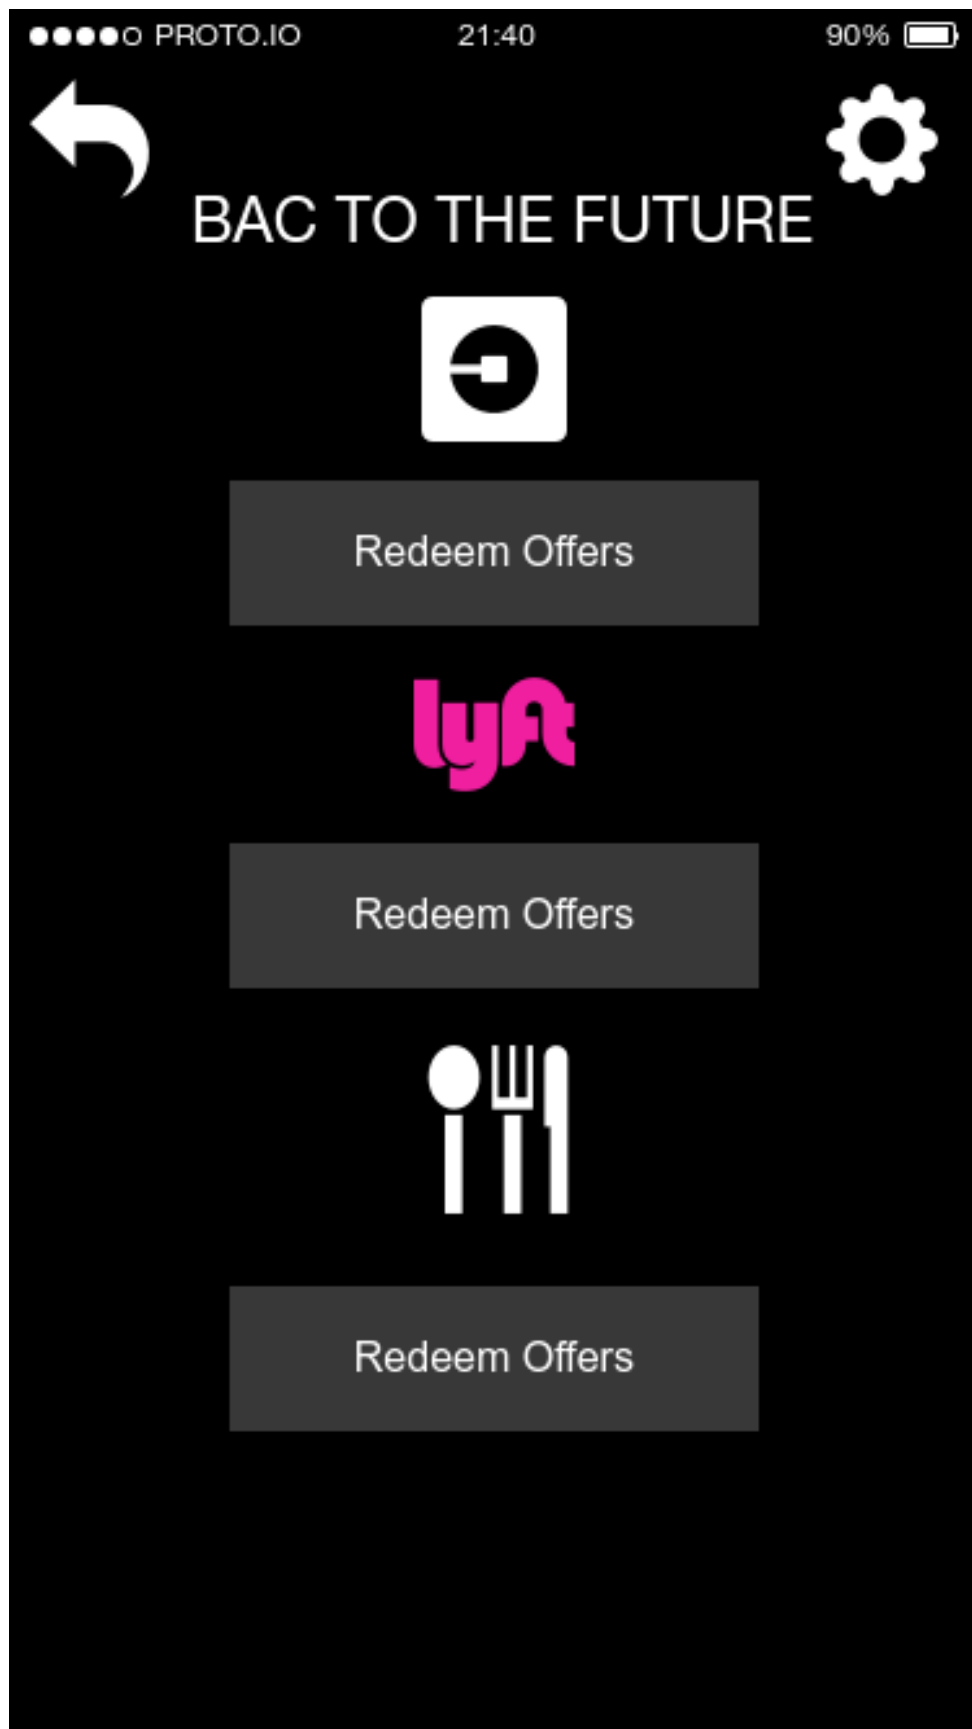 PROTO.IO 21:40 90%
BAC TO THE FUTURE
Redeem Offers
lyft
Redeem Offers
Redeem Offers